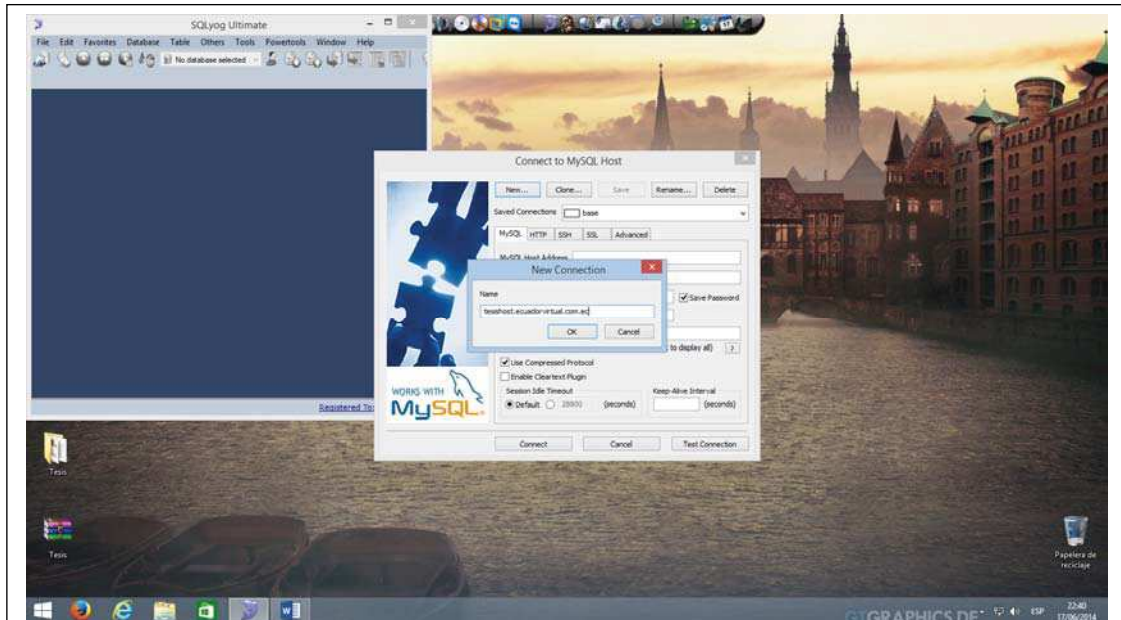 SQLyog Ultimate
File Edit Favorites Database Table Others Tools Powertools Window Help
No database selected
Registered To:
Connect to MySQL Host
New... Clone... Save Rename... Delete
Saved Connections base
MySQL HTTP SSH SSL Advanced
MySQL Host Address
New Connection
Name
tesishost.ecuadorvirtual.com.ec
OK Cancel
Save Password
to display all)
Use Compressed Protocol
Enable Cleartext Plugin
Session Idle Timeout
Keep-Alive Interval
Default 28800 (seconds)
(seconds)
WORKS WITH
MySQL
Connect Cancel Test Connection
Tesis
Tesis
Papelera de
reciclaje
GTGRAPHICS.DE
ESP
22:40
17/06/2014